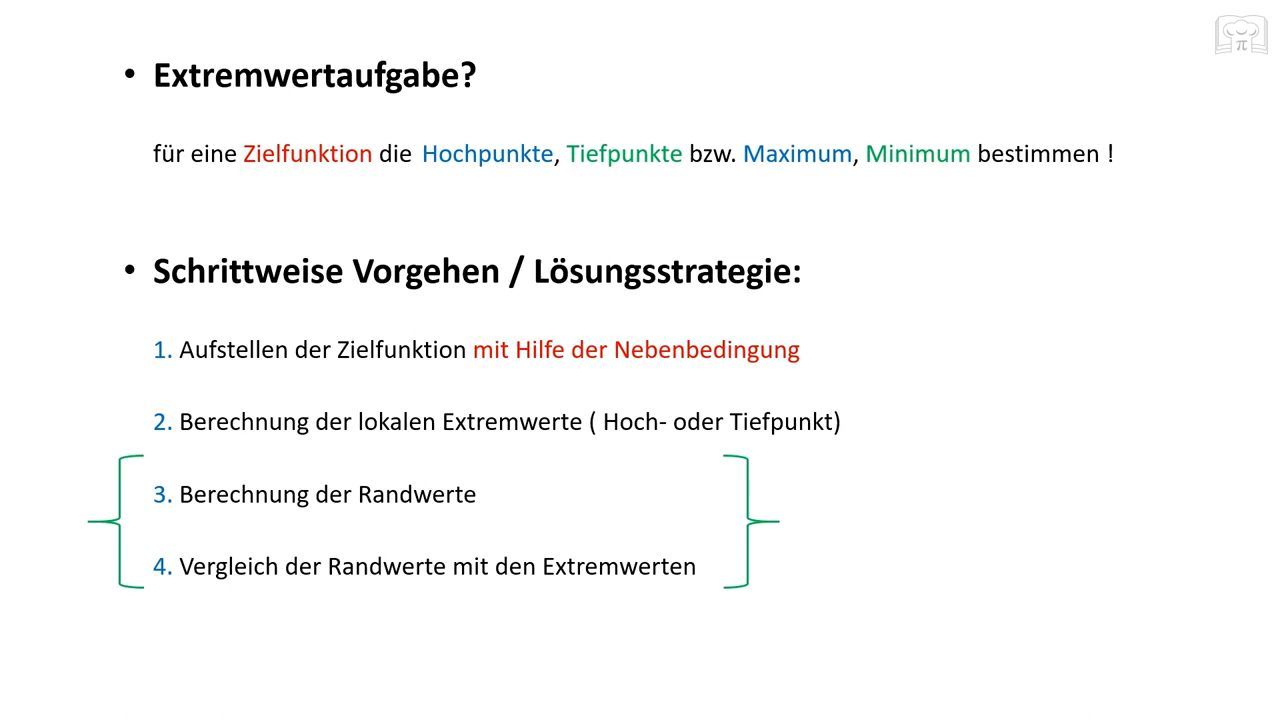 • Extremwertaufgabe?
für eine Zielfunktion die Hochpunkte, Tiefpunkte bzw. Maximum, Minimum bestimmen !
• Schrittweise Vorgehen / Lösungsstrategie:
1. Aufstellen der Zielfunktion mit Hilfe der Nebenbedingung
2. Berechnung der lokalen Extremwerte ( Hoch- oder Tiefpunkt)
3. Berechnung der Randwerte
4. Vergleich der Randwerte mit den Extremwerten
π